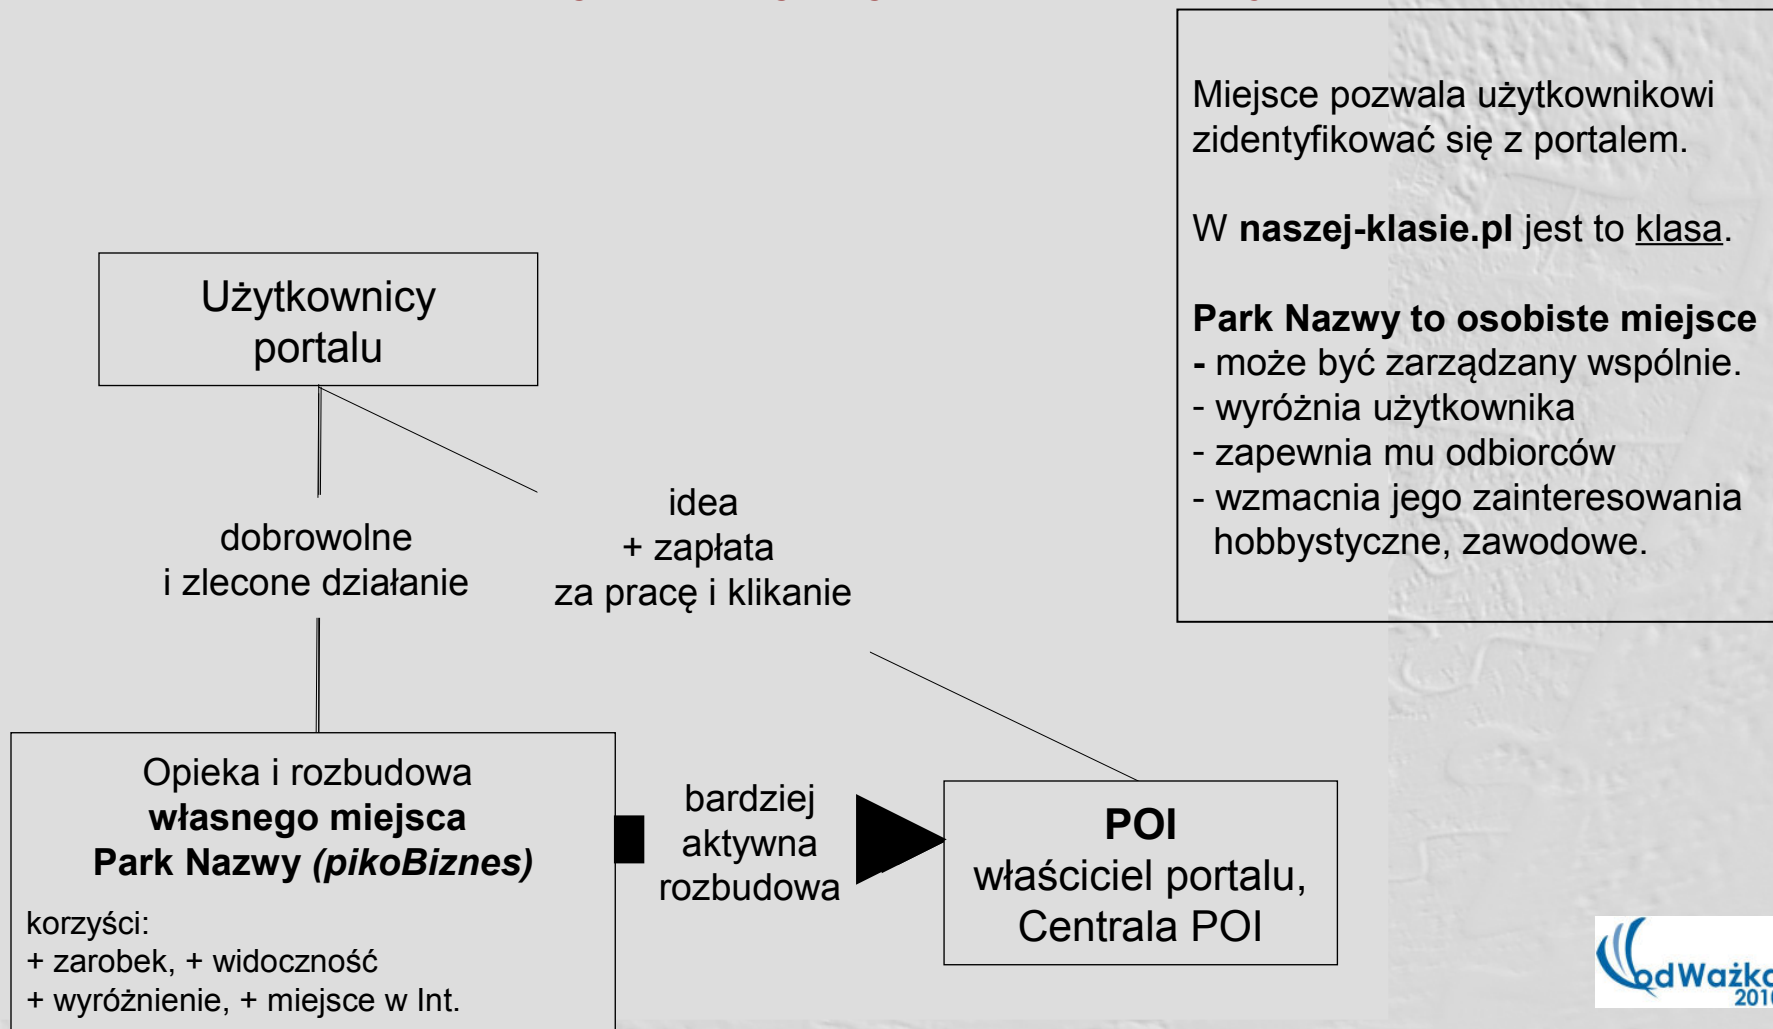 Miejsce pozwala użytkownikowi
zidentyfikować się z portalem.
W naszej-klasie.pl jest to klasa.
Park Nazwy to osobiste miejsce
- może być zarządzany wspólnie.
- wyróżnia użytkownika
- zapewnia mu odbiorców
- wzmacnia jego zainteresowania
hobbystyczne, zawodowe.
Użytkownicy
portalu
dobrowolne
i zlecone działanie
idea
+ zapłata
za pracę i klikanie
Opieka i rozbudowa
własnego miejsca
Park Nazwy (pikoBiznes)
korzyści:
+ zarobek, + widoczność
+ wyróżnienie, + miejsce w Int.
bardziej
aktywna
rozbudowa
POI
właściciel portalu,
Centrala POI
odWażka
2010